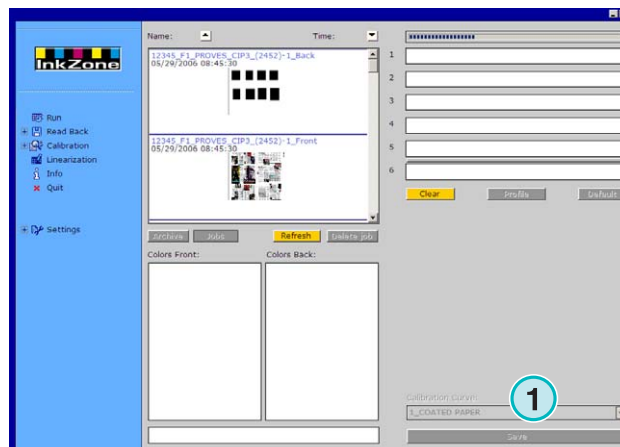 InkZone
Run
Read Back
Calibration
Linearization
Info
Quit
Settings
Name: Time:
12345_F1_PROVES_CIP3_(2452)-1_Back
05/29/2006 08:45:30
12345_F1_PROVES_CIP3_(2452)-1_Front
05/29/2006 08:45:30
Archive Jobs Refresh Delete job
Colors Front: Colors Back:
1
2
3
4
5
6
Clear Profile Default
Calibration Curve:
1_COATED PAPER
1
Save